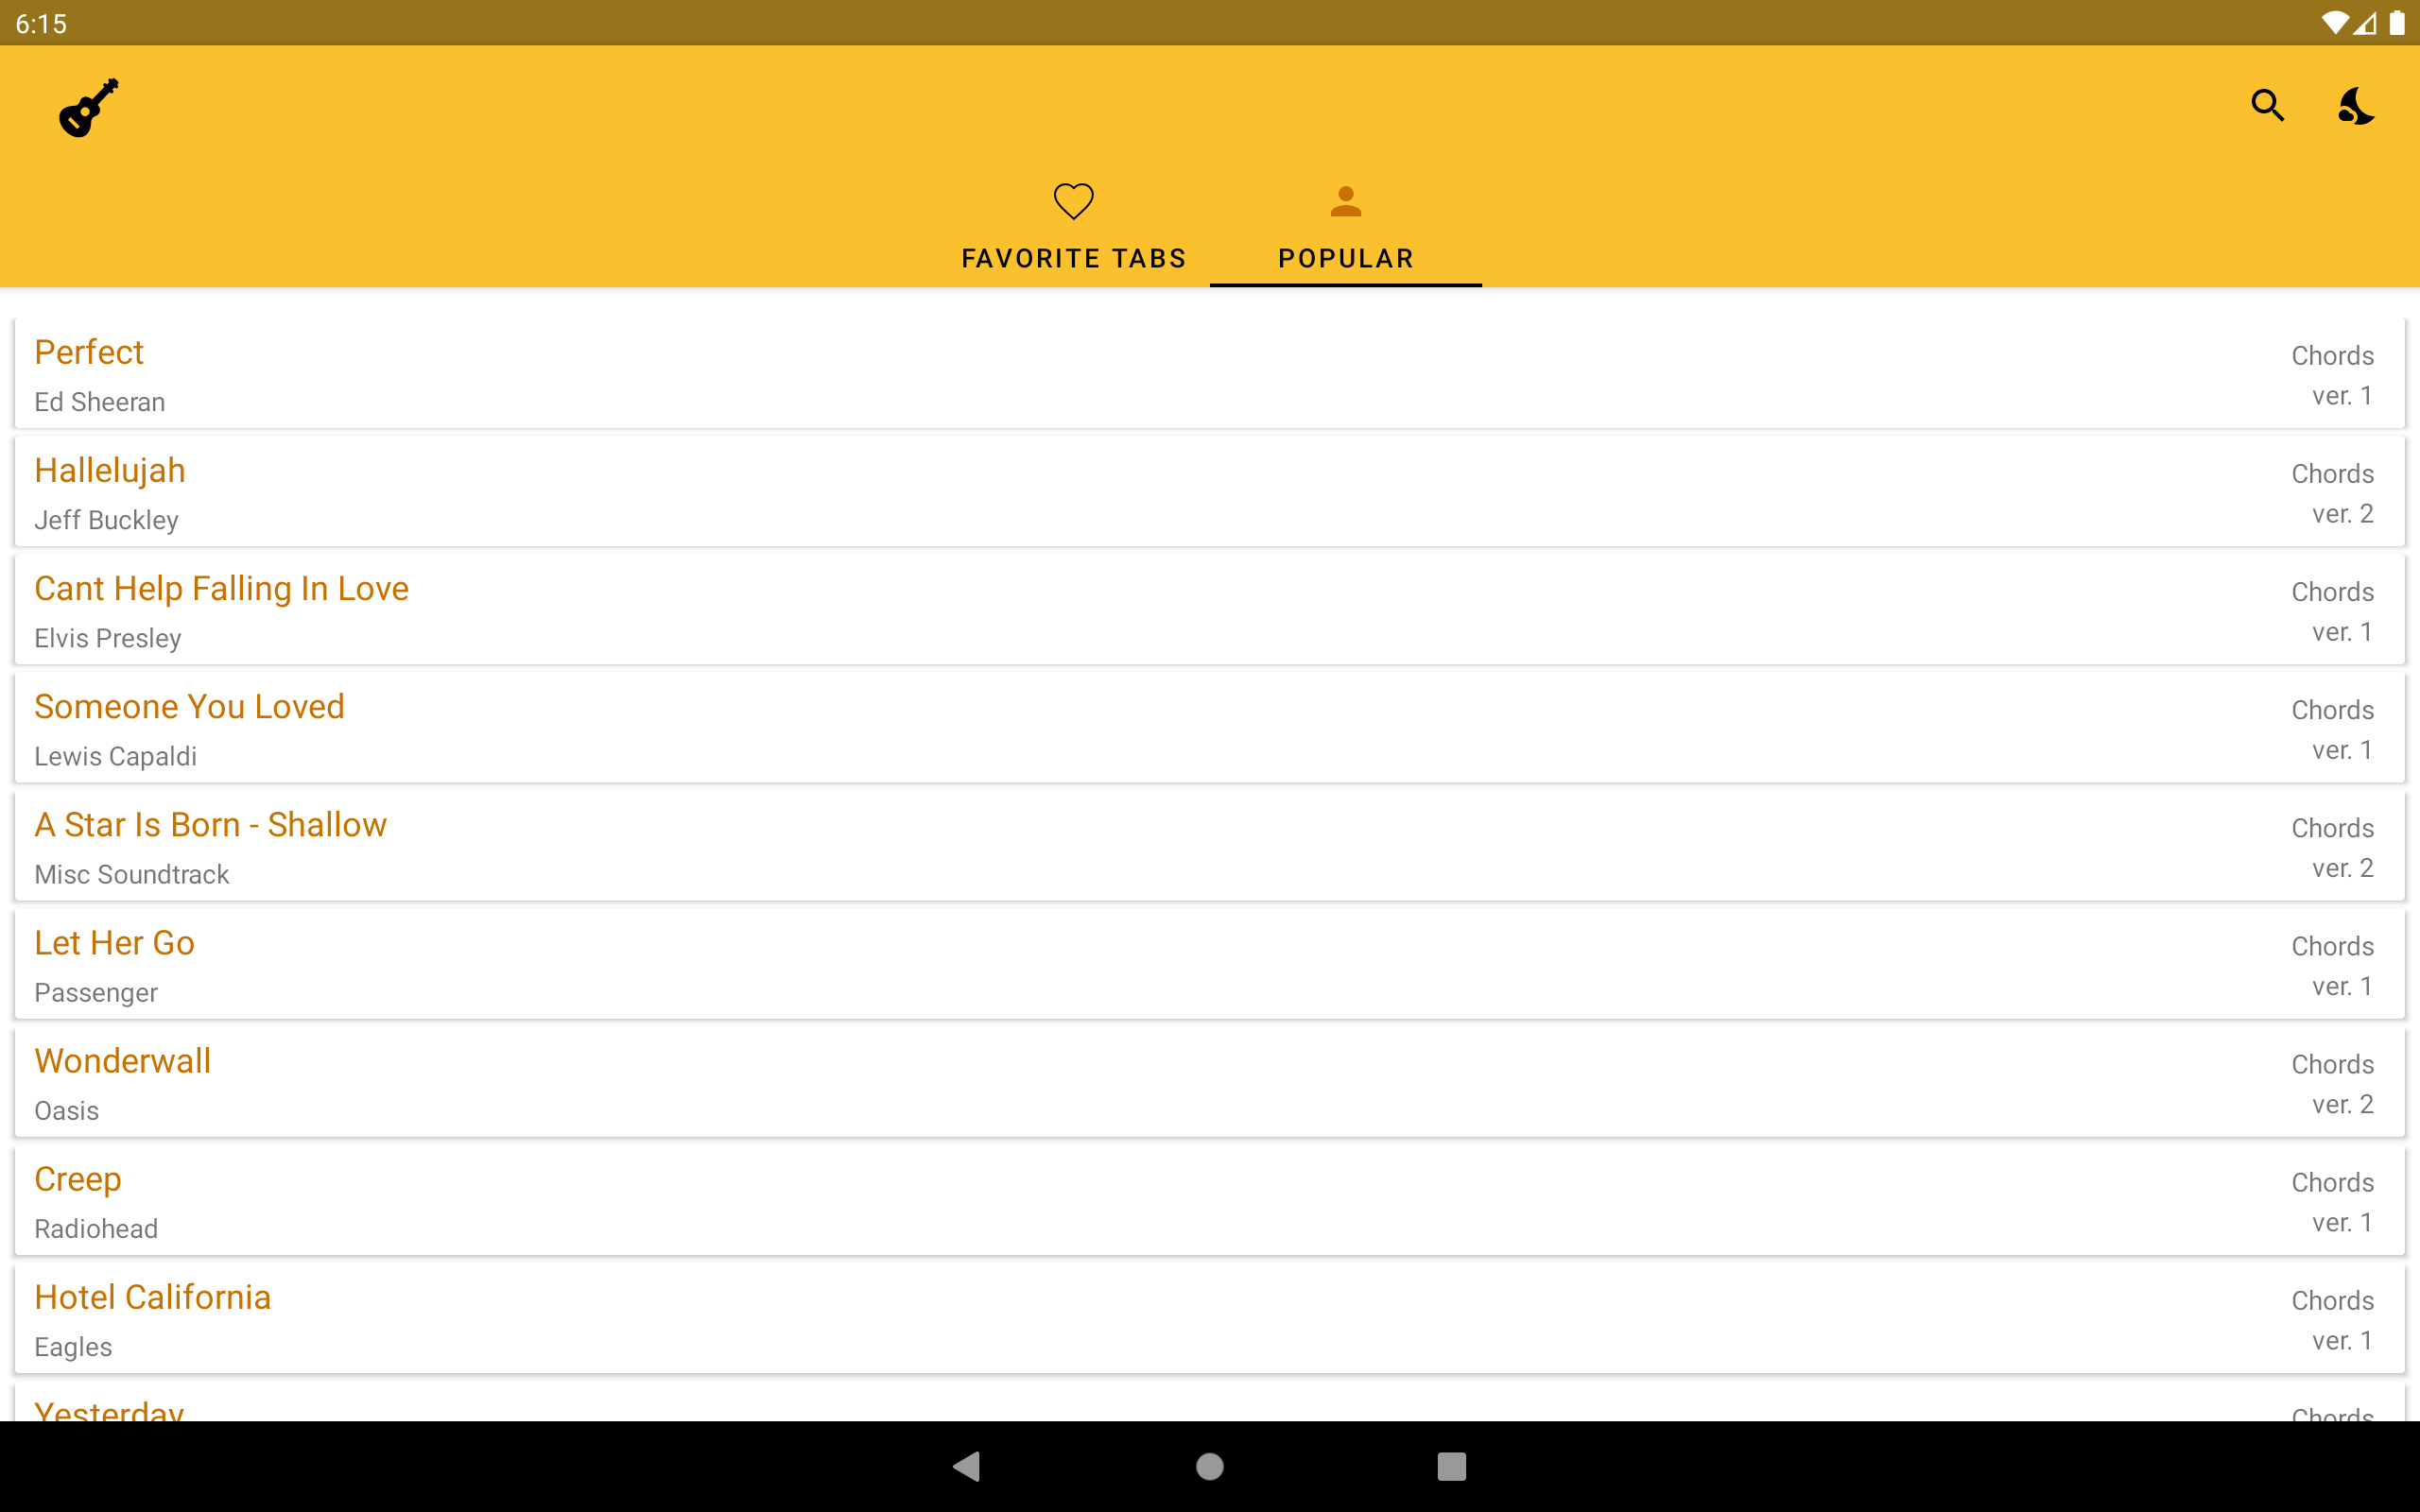 6:15
FAVORITE TABS
POPULAR
Perfect
Ed Sheeran
Chords
ver. 1
Hallelujah
Jeff Buckley
Chords
ver. 2
Cant Help Falling In Love
Elvis Presley
Chords
ver. 1
Someone You Loved
Lewis Capaldi
Chords
ver. 1
A Star Is Born - Shallow
Misc Soundtrack
Chords
ver. 2
Let Her Go
Passenger
Chords
ver. 1
Wonderwall
Oasis
Chords
ver. 2
Creep
Radiohead
Chords
ver. 1
Hotel California
Eagles
Chords
ver. 1
Yesterday
Chords